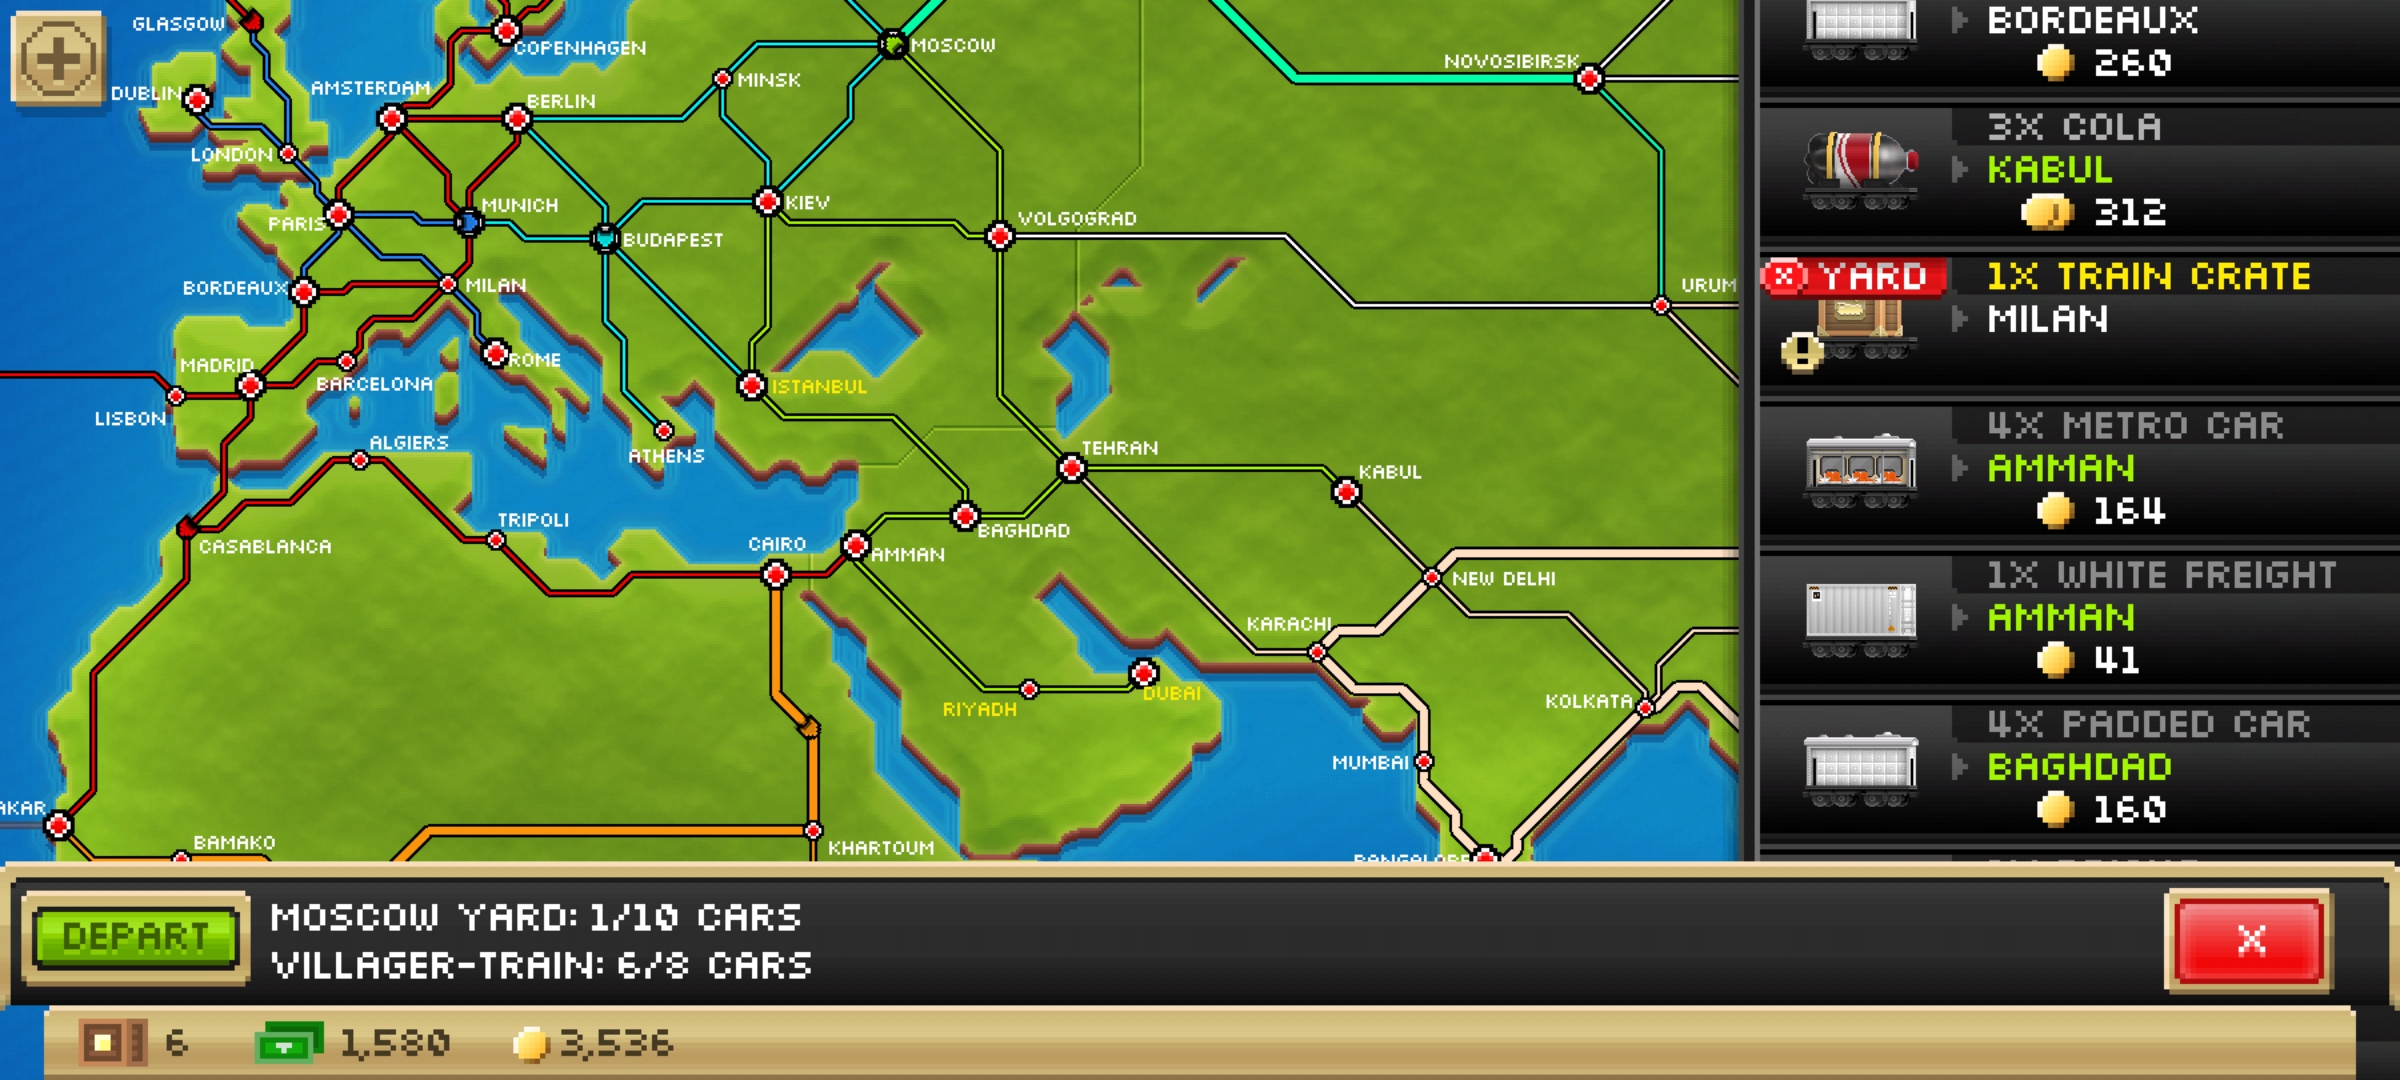 GLASGOW
COPENHAGEN
MOSCOW
NOVOSIBIRSK
MINSK
DUBLIN
AMSTERDAM
BERLIN
LONDON
PARIS
MUNICH
BUDAPEST
KIEV
VOLGOGRAD
BORDEAUX
MILAN
URUM
MADRID
ROME
BARCELONA
ISTANBUL
LISBON
ALGIERS
ATHENS
TEHRAN
KABUL
TRIPOLI
CASABLANCA
CAIRO
AMMAN
BAGHDAD
NEW DELHI
KARACHI
RIYADH
DUBAI
KOLKATA
MUMBAI
AKAR
BAMAKO
KHARTOUM
BANGALORE
BORDEAUX
260
3X COLA
KABUL
312
YARD
1X TRAIN CRATE
MILAN
4X METRO CAR
AMMAN
164
1X WHITE FREIGHT
AMMAN
41
4X PADDED CAR
BAGHDAD
160
DEPART
MOSCOW YARD: 1/10 CARS
VILLAGER-TRAIN: 6/8 CARS
X
6
1,580
3,536